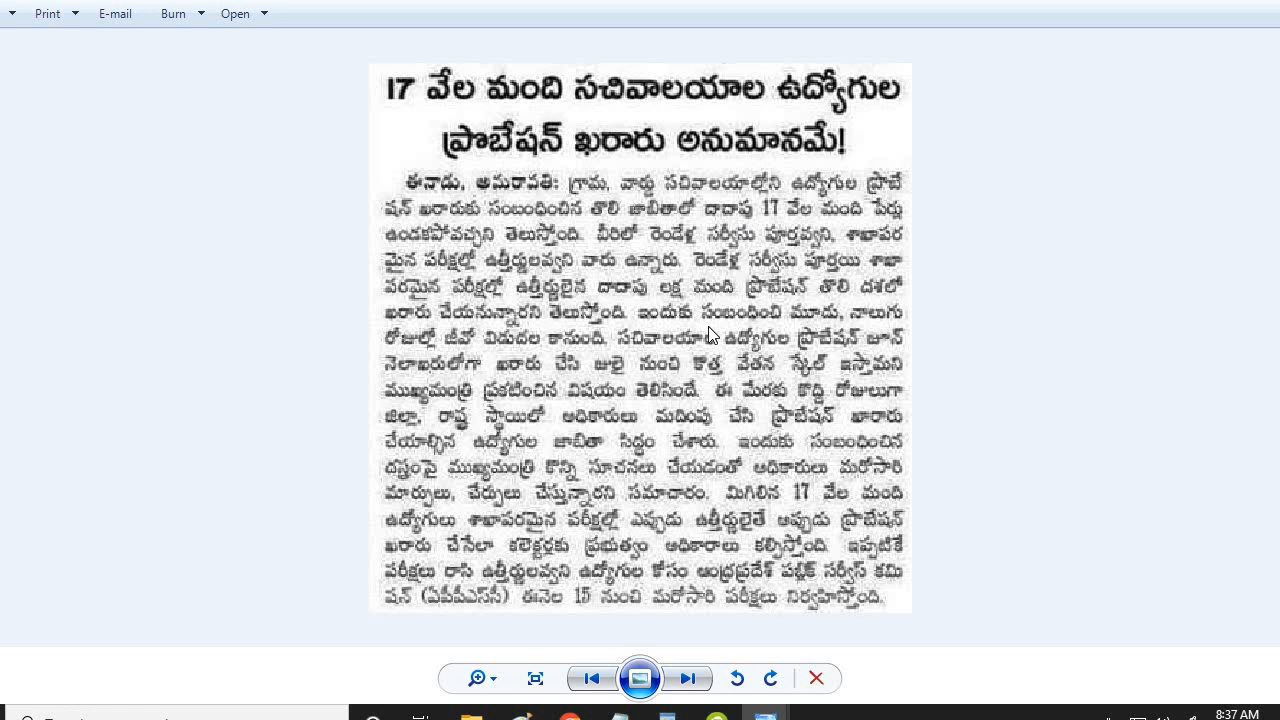 Print E-mail Burn Open
17 వేల మంది సచివాలయాల ఉద్యోగుల
ప్రొబేషన్ ఖరారు అనుమానమే!
ఈనాడు, అమరావతి: గ్రామ, వార్డు సచివాలయాల్లోని ఉద్యోగుల ప్రొబే
షన్ ఖరారుకు సంబంధించిన తొలి జాబితాలో దాదాపు 17 వేల మంది పేర్లు
ఉండకపోవచ్చని తెలుస్తోంది. వీరిలో రెండేళ్ల సర్వీసు పూర్తవ్వని, శాఖాపర
మైన పరీక్షల్లో ఉత్తీర్ణులవ్వని వారు ఉన్నారు. రెండేళ్ల సర్వీసు పూర్తయి శాఖా
పరమైన పరీక్షల్లో ఉత్తీర్ణులైన దాదాపు లక్ష మంది ప్రొబేషన్ తొలి దశలో
ఖరారు చేయనున్నారని తెలుస్తోంది. ఇందుకు సంబంధించి మూడు, నాలుగు
రోజుల్లో జీవో విడుదల కానుంది. సచివాలయాల ఉద్యోగుల ప్రొబేషన్ జూన్
నెలాఖరులోగా ఖరారు చేసి జులై నుంచి కొత్త వేతన స్కేల్ ఇస్తామని
ముఖ్యమంత్రి ప్రకటించిన విషయం తెలిసిందే. ఈ మేరకు కొద్ది రోజులుగా
జిల్లా, రాష్ట్ర స్థాయిలో అధికారులు మదింపు చేసి ప్రొబేషన్ ఖరారు
చేయాల్సిన ఉద్యోగుల జాబితా సిద్ధం చేశారు. ఇందుకు సంబంధించిన
దస్త్రంపై ముఖ్యమంత్రి కొన్ని సూచనలు చేయడంతో అధికారులు మరోసారి
మార్పులు, చేర్పులు చేస్తున్నారని సమాచారం. మిగిలిన 17 వేల మంది
ఉద్యోగులు శాఖాపరమైన పరీక్షల్లో ఎప్పుడు ఉత్తీర్ణులైతే అప్పుడు ప్రొబేషన్
ఖరారు చేసేలా కలెక్టర్లకు ప్రభుత్వం అధికారాలు కల్పిస్తోంది. ఇప్పటికే
పరీక్షలు రాసి ఉత్తీర్ణులవ్వని ఉద్యోగుల కోసం ఆంధ్రప్రదేశ్ పబ్లిక్ సర్వీస్ కమి
షన్ (ఏపీపీఎస్‌సీ) ఈనెల 15 నుంచి మరోసారి పరీక్షలు నిర్వహిస్తోంది.
8:37 AM